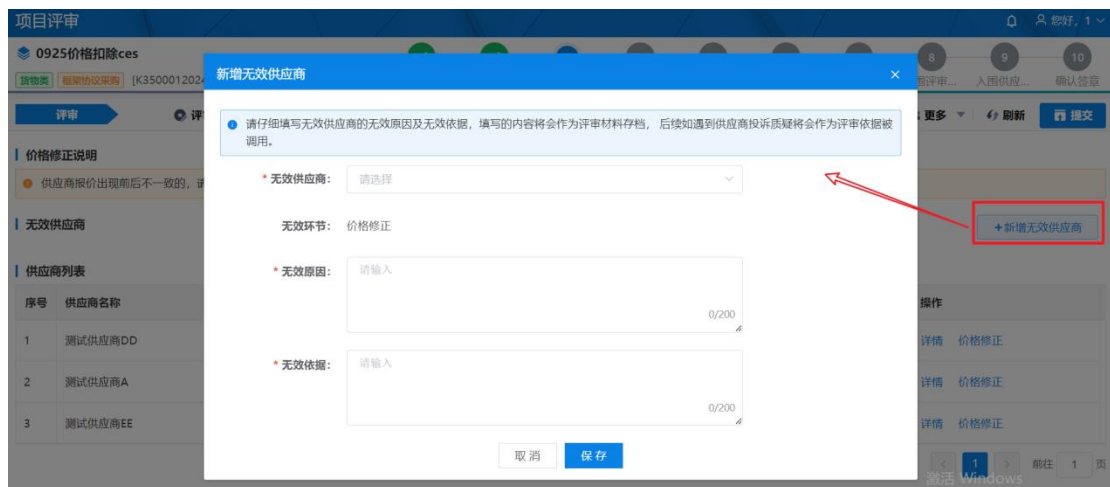 项目评审
您好, 1
0925价格扣除ces
8
9
10
货物类 框架协议采购 [K3500012024
入围供应...
确认签章
评审
更多
刷新
提交
新增无效供应商
请仔细填写无效供应商的无效原因及无效依据，填写的内容将会作为评审材料存档， 后续如遇到供应商投诉质疑将会作为评审依据被
调用。
价格修正说明
供应商报价出现前后不一致的，请
* 无效供应商：
请选择
无效供应商
+新增无效供应商
无效环节：
价格修正
供应商列表
* 无效原因：
请输入
0/200
序号 供应商名称
操作
1 测试供应商DD
详情 价格修正
* 无效依据：
请输入
0/200
2 测试供应商A
详情 价格修正
3 测试供应商EE
详情 价格修正
取消
保存
1
前往 1 页
激活 Windows